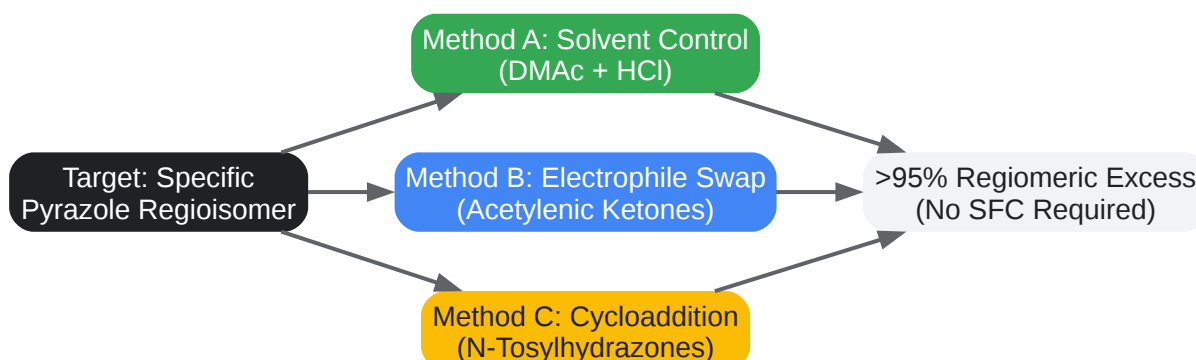 Method A: Solvent Control
(DMAc + HCl)
Target: Specific
Pyrazole Regioisomer
Method B: Electrophile Swap
(Acetylenic Ketones)
>95% Regiomeric Excess
(No SFC Required)
Method C: Cycloaddition
(N-Tosylhydrazones)